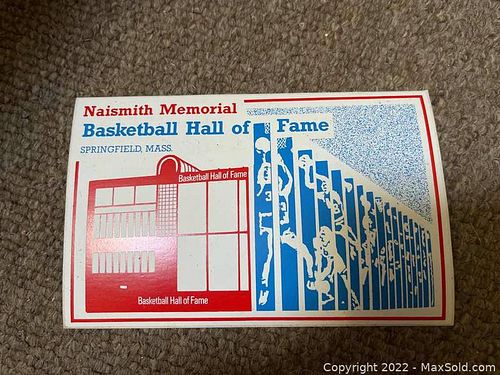 Naismith Memorial
Basketball Hall of Fame
SPRINGFIELD, MASS.
Basketball Hall of Fame
Basketball Hall of Fame
Copyright © 2022 - MaxSold.com